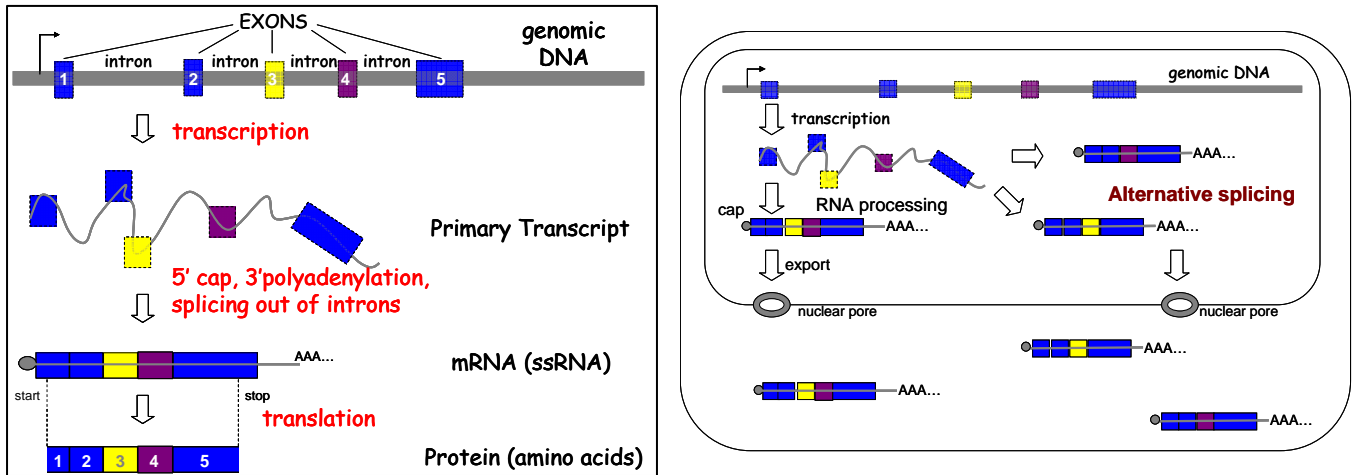 EXONS
genomic
DNA
intron intron intron intron
1 2 3 4 5
transcription
Primary Transcript
5' cap, 3'polyadenylation,
splicing out of introns
AAA...
mRNA (ssRNA)
start stop
translation
1 2 3 4 5
Protein (amino acids)
genomic DNA
transcription
AAA...
Alternative splicing
RNA processing
cap
AAA...
AAA...
export
nuclear pore
nuclear pore
AAA...
AAA...
AAA...